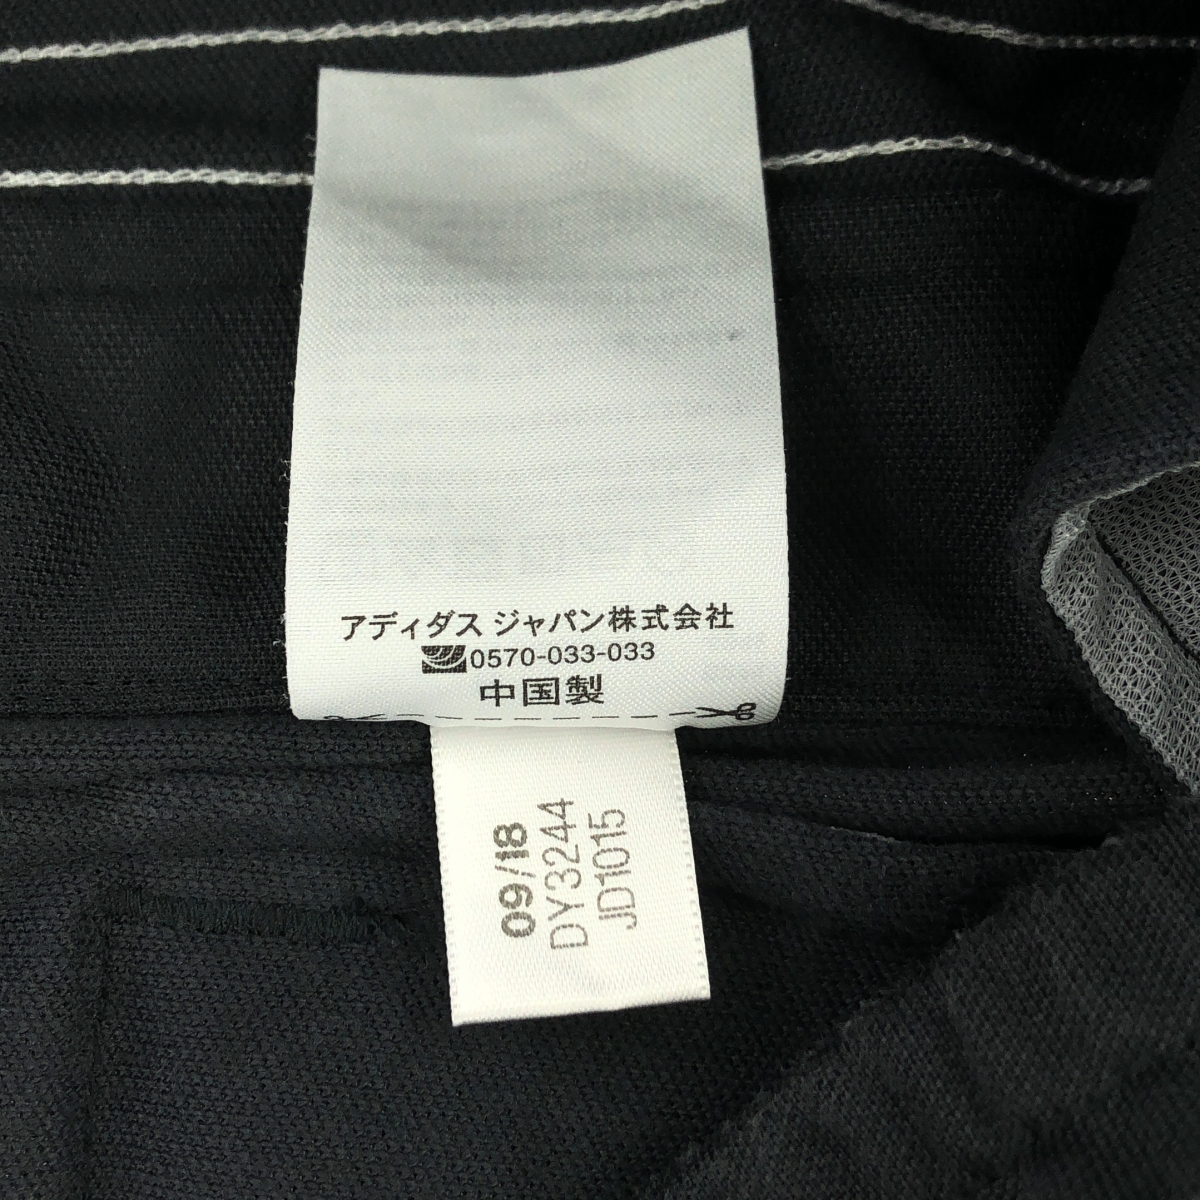 アディダス ジャパン株式会社
0570-033-033
中国製
09/18
DY3244
JD1015